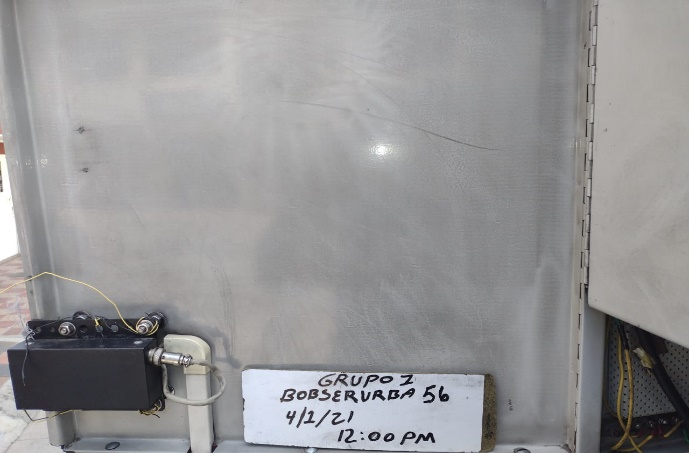 GRUPO 1
BOBSERURBA 56
4/1/21
12:00 PM